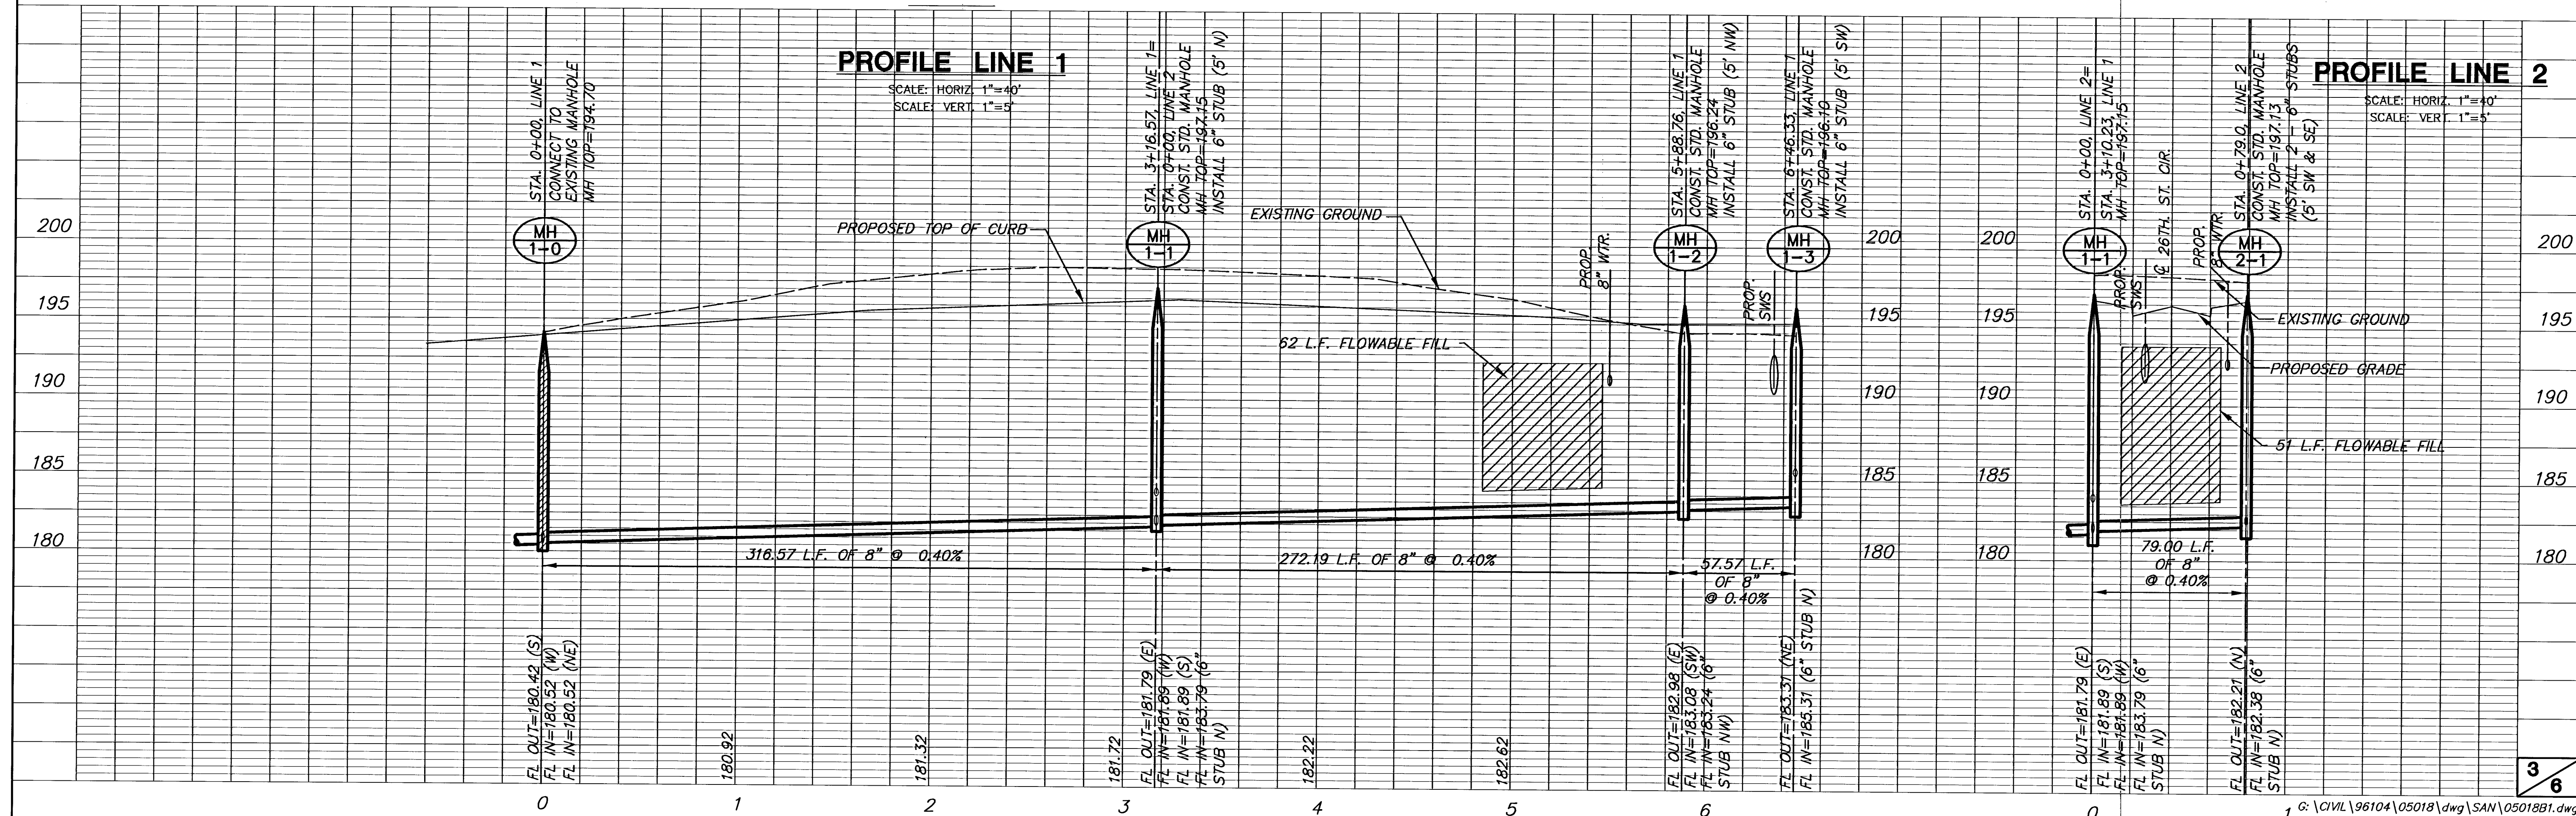 PROFILE LINE 1
SCALE: HORIZ. 1"=40'
SCALE: VERT. 1"=5'
STA. 0+00, LINE 1
CONNECT TO
EXISTING MANHOLE
MH TOP=194.70
MH
1-0
STA. 3+16.57, LINE 1=
STA. 0+00, LINE 2
CONST. STD. MANHOLE
MH TOP=197.15
INSTALL 6" STUB (5' N)
MH
1-1
STA. 5+88.76, LINE 1
CONST. STD. MANHOLE
MH TOP=196.24
INSTALL 6" STUB (5' NW)
MH
1-2
STA. 6+46.33, LINE 1
CONST. STD. MANHOLE
MH TOP=196.10
INSTALL 6" STUB (5' SW)
MH
1-3
PROPOSED TOP OF CURB
EXISTING GROUND
PROP.
8" WTR.
PROP.
SWS
62 L.F. FLOWABLE FILL
200
195
190
185
180
200
195
190
185
180
316.57 L.F. OF 8" @ 0.40%
272.19 L.F. OF 8" @ 0.40%
57.57 L.F.
OF 8"
@ 0.40%
FL OUT=180.42 (S)
FL IN=180.52 (W)
FL IN=180.52 (NE)
180.92
181.32
181.72
FL OUT=181.79 (E)
FL IN=181.89 (W)
FL IN=181.89 (S)
FL IN=183.79 (6"
STUB N)
182.22
182.62
FL OUT=182.98 (E)
FL IN=183.08 (SW)
FL IN=183.24 (6"
STUB NW)
FL OUT=183.31 (NE)
FL IN=185.31 (6" STUB N)
0
1
2
3
4
5
6
PROFILE LINE 2
SCALE: HORIZ. 1"=40'
SCALE: VERT. 1"=5'
STA. 0+00, LINE 2=
STA. 3+10.23, LINE 1
MH TOP=197.15
MH
1-1
PROP.
SWS
℄ 26TH. ST. CIR.
PROP.
8" WTR.
STA. 0+79.0, LINE 2
CONST. STD. MANHOLE
MH TOP=197.13
INSTALL 2 - 6" STUBS
(5' SW & SE)
MH
2-1
EXISTING GROUND
PROPOSED GRADE
51 L.F. FLOWABLE FILL
200
195
190
185
180
200
195
190
185
180
79.00 L.F.
OF 8"
@ 0.40%
FL OUT=181.79 (E)
FL IN=181.89 (S)
FL IN=181.89 (W)
FL IN=183.79 (6"
STUB N)
FL OUT=182.21 (N)
FL IN=182.38 (6"
STUB N)
0
1
3
6
G:\CIVIL\96104\05018\dwg\SAN\05018B1.dwg